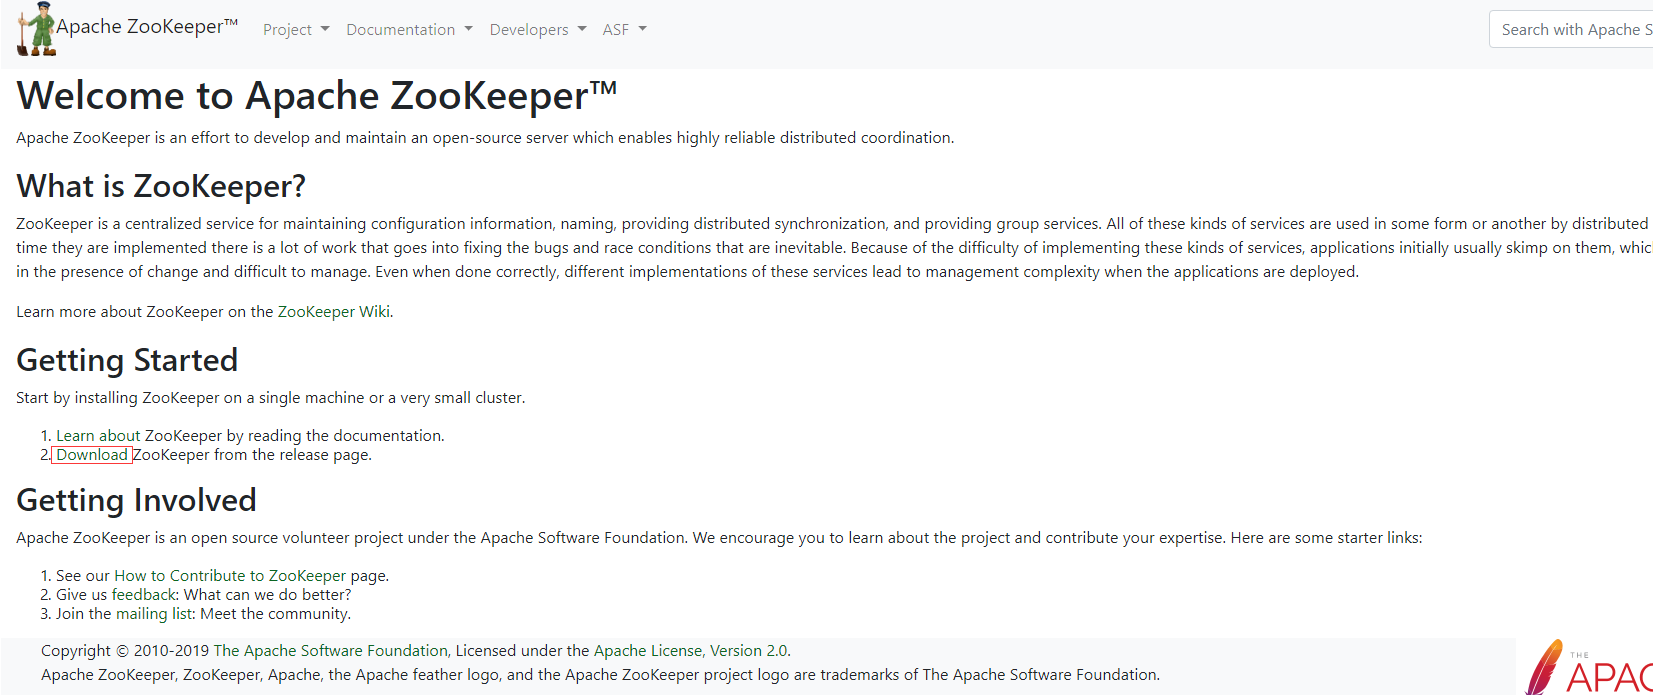 Apache ZooKeeper™ Project Documentation Developers ASF Search with Apache S
Welcome to Apache ZooKeeper™
Apache ZooKeeper is an effort to develop and maintain an open-source server which enables highly reliable distributed coordination.
What is ZooKeeper?
ZooKeeper is a centralized service for maintaining configuration information, naming, providing distributed synchronization, and providing group services. All of these kinds of services are used in some form or another by distributed
time they are implemented there is a lot of work that goes into fixing the bugs and race conditions that are inevitable. Because of the difficulty of implementing these kinds of services, applications initially usually skimp on them, whic
in the presence of change and difficult to manage. Even when done correctly, different implementations of these services lead to management complexity when the applications are deployed.
Learn more about ZooKeeper on the ZooKeeper Wiki.
Getting Started
Start by installing ZooKeeper on a single machine or a very small cluster.
1. Learn about ZooKeeper by reading the documentation.
2. Download ZooKeeper from the release page.
Getting Involved
Apache ZooKeeper is an open source volunteer project under the Apache Software Foundation. We encourage you to learn about the project and contribute your expertise. Here are some starter links:
1. See our How to Contribute to ZooKeeper page.
2. Give us feedback: What can we do better?
3. Join the mailing list: Meet the community.
Copyright © 2010-2019 The Apache Software Foundation, Licensed under the Apache License, Version 2.0.
Apache ZooKeeper, ZooKeeper, Apache, the Apache feather logo, and the Apache ZooKeeper project logo are trademarks of The Apache Software Foundation.
THE
APAC